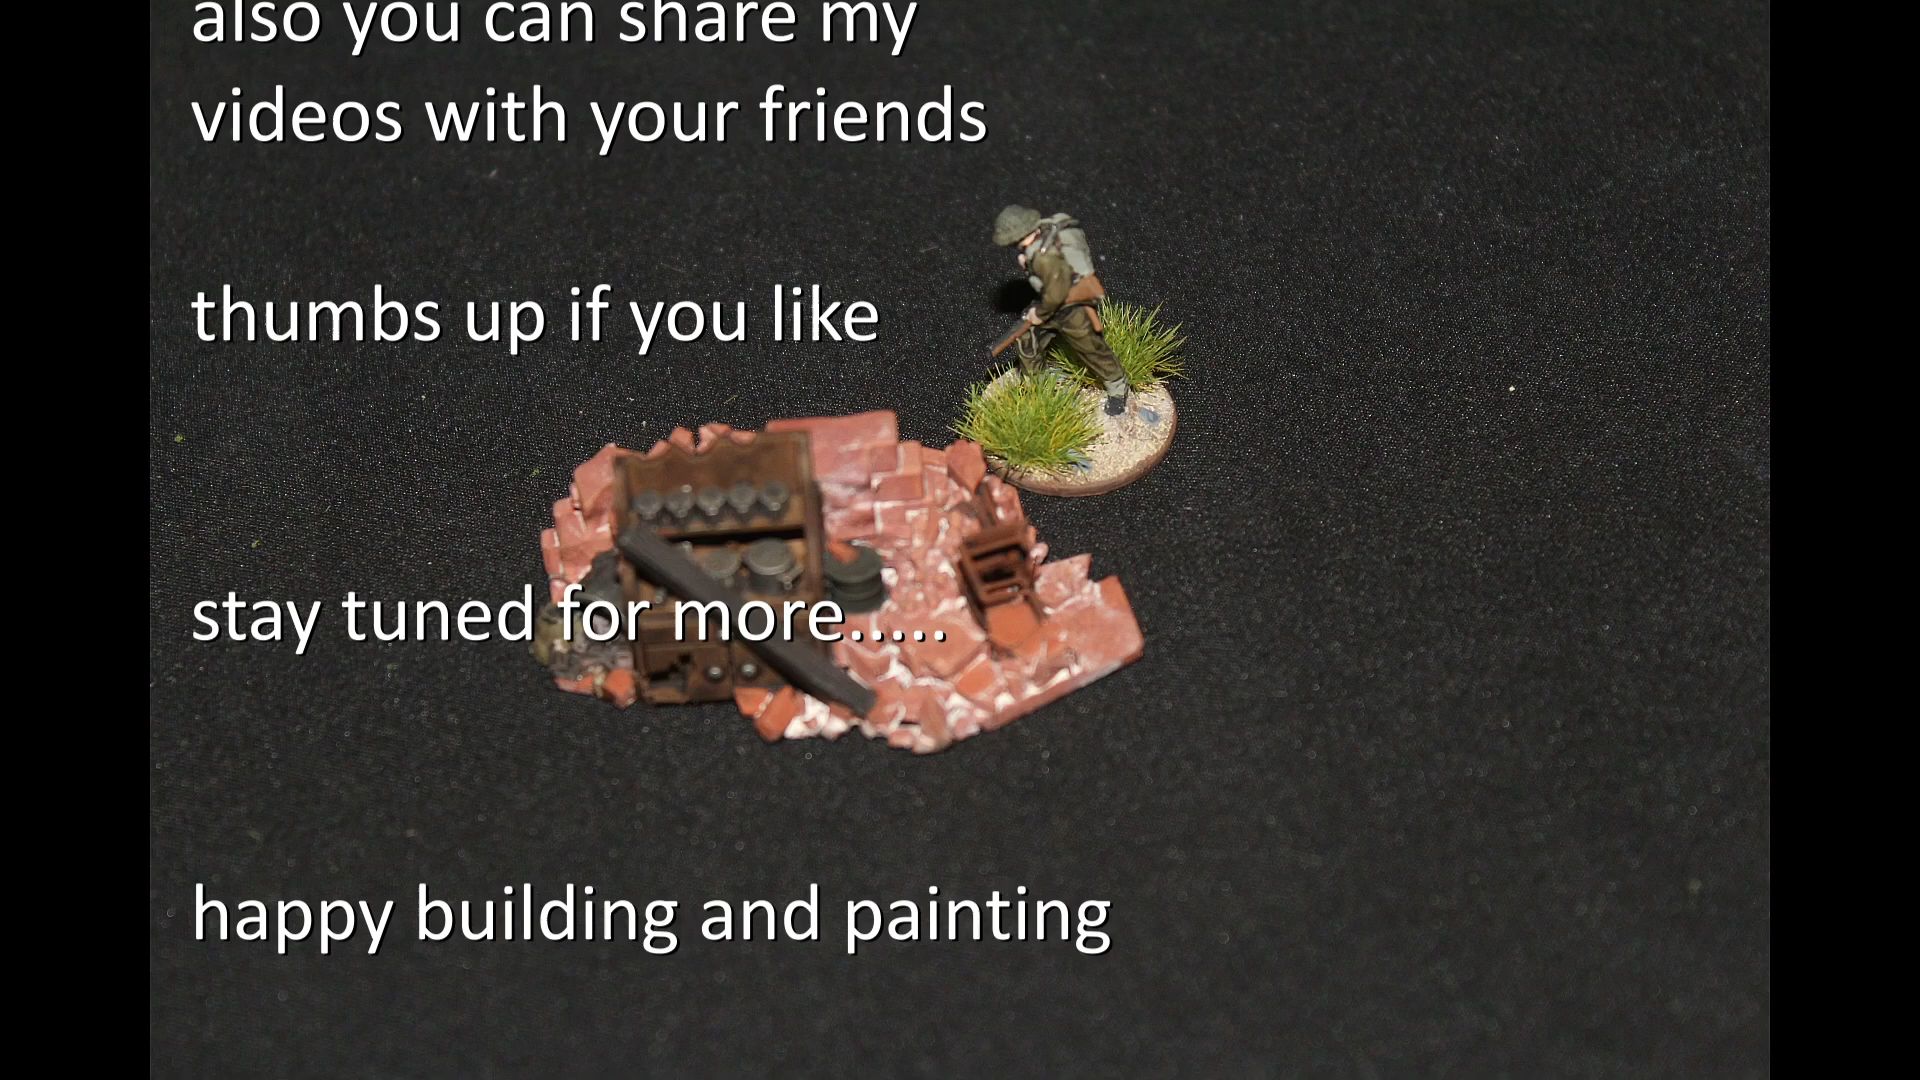 also you can share my
videos with your friends
thumbs up if you like
stay tuned for more.....
happy building and painting